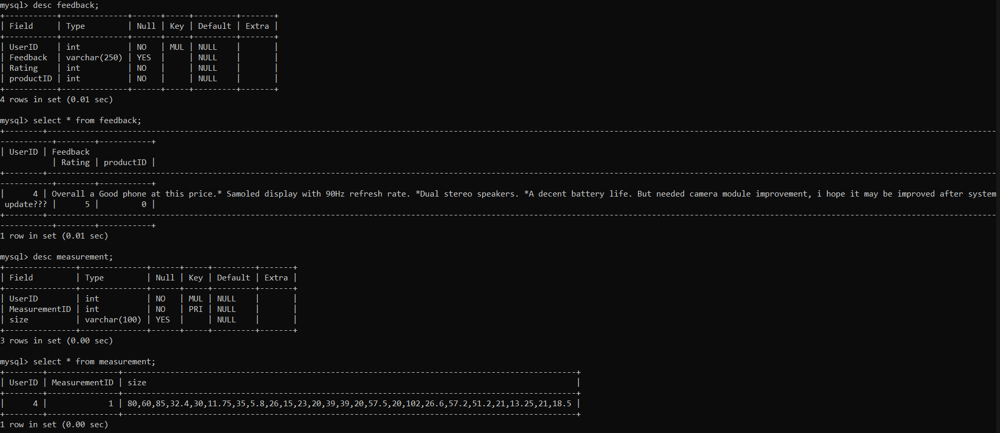 mysql> desc feedback;
+-----------+--------------+------+-----+---------+-------+
| Field     | Type         | Null | Key | Default | Extra |
+-----------+--------------+------+-----+---------+-------+
| UserID    | int          | NO   | MUL | NULL    |       |
| Feedback  | varchar(250) | YES  |     | NULL    |       |
| Rating    | int          | NO   |     | NULL    |       |
| productID | int          | NO   |     | NULL    |       |
+-----------+--------------+------+-----+---------+-------+
4 rows in set (0.01 sec)

mysql> select * from feedback;
+--------+---------------------------------------------------------------------------------------------------------------------------------------------------------------------------------------------------------
-----------+--------+-----------+
| UserID | Feedback
           | Rating | productID |
+--------+---------------------------------------------------------------------------------------------------------------------------------------------------------------------------------------------------------
-----------+--------+-----------+
|      4 | Overall a Good phone at this price.* Samoled display with 90Hz refresh rate. *Dual stereo speakers. *A decent battery life. But needed camera module improvement, i hope it may be improved after system
 update??? |      5 |         0 |
+--------+---------------------------------------------------------------------------------------------------------------------------------------------------------------------------------------------------------
-----------+--------+-----------+
1 row in set (0.01 sec)

mysql> desc measurement;
+---------------+--------------+------+-----+---------+-------+
| Field         | Type         | Null | Key | Default | Extra |
+---------------+--------------+------+-----+---------+-------+
| UserID        | int          | NO   | MUL | NULL    |       |
| MeasurementID | int          | NO   | PRI | NULL    |       |
| size          | varchar(100) | YES  |     | NULL    |       |
+---------------+--------------+------+-----+---------+-------+
3 rows in set (0.00 sec)

mysql> select * from measurement;
+--------+---------------+------------------------------------------------------------------------------------------------+
| UserID | MeasurementID | size                                                                                           |
+--------+---------------+------------------------------------------------------------------------------------------------+
|      4 |             1 | 80,60,85,32.4,30,11.75,35,5.8,26,15,23,20,39,39,20,57.5,20,102,26.6,57.2,51.2,21,13.25,21,18.5 |
+--------+---------------+------------------------------------------------------------------------------------------------+
1 row in set (0.00 sec)